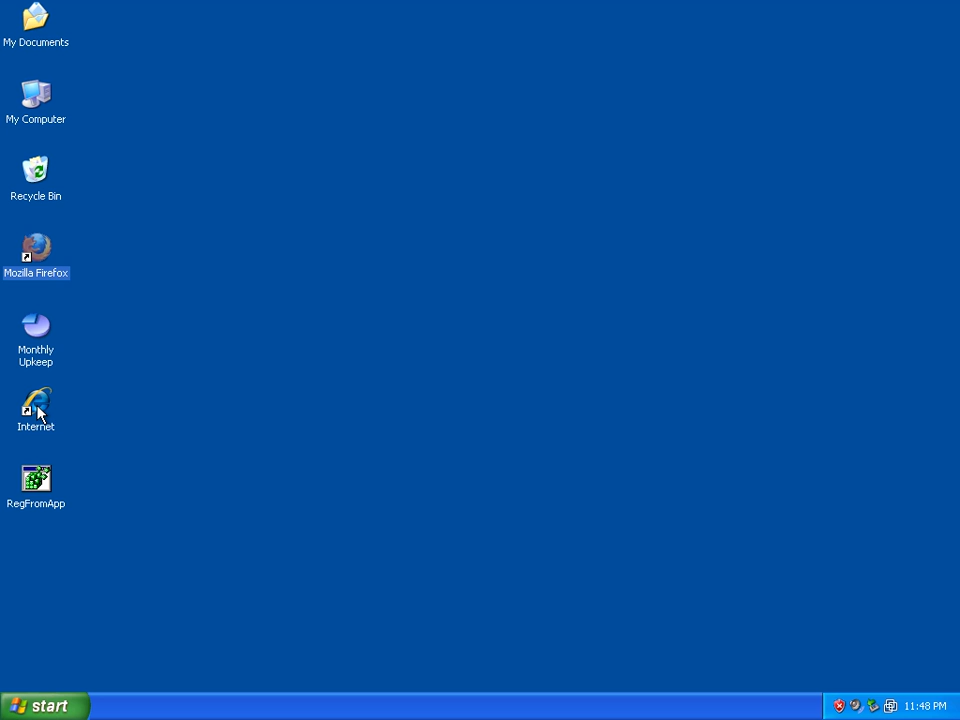 My Documents
My Computer
Recycle Bin
Mozilla Firefox
Monthly
Upkeep
Internet
RegFromApp
start
11:48 PM